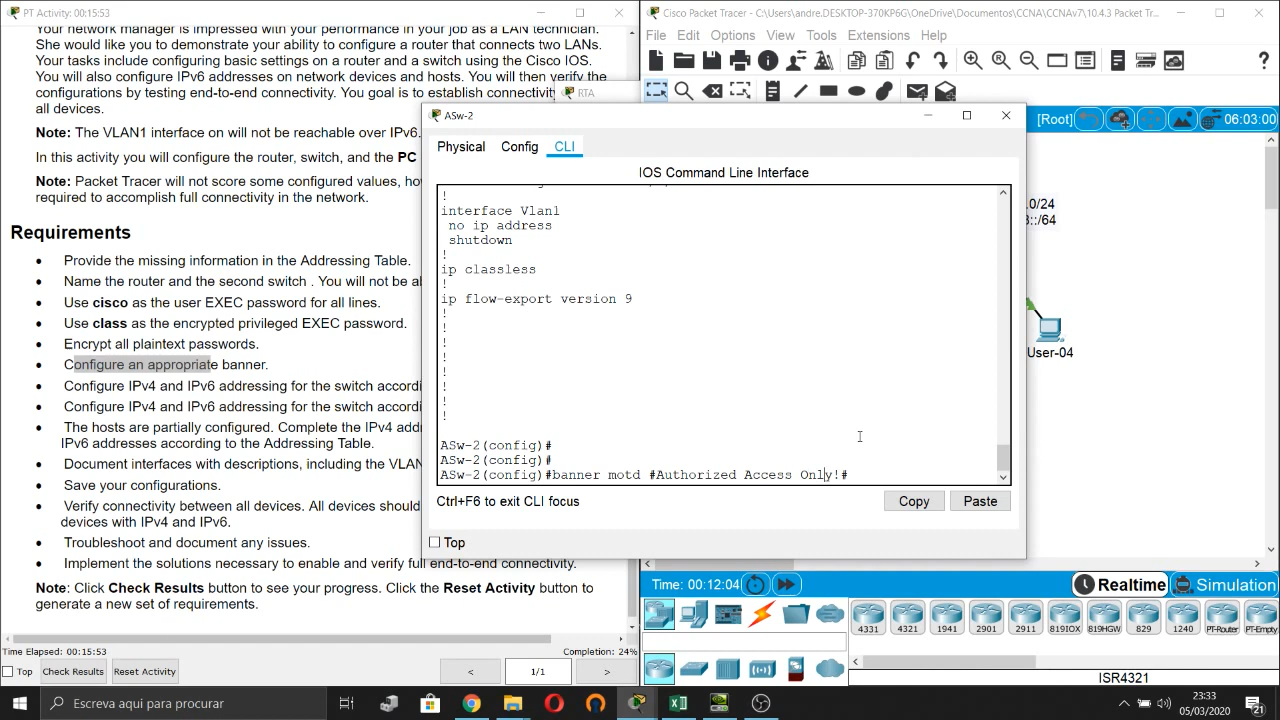 PT Activity: 00:15:53
Your network manager is impressed with your performance in your job as a LAN technician.
She would like you to demonstrate your ability to configure a router that connects two LANs.
Your tasks include configuring basic settings on a router and a switch using the Cisco IOS.
You will also configure IPv6 addresses on network devices and hosts. You will then verify the
configurations by testing end-to-end connectivity. You goal is to establish connectivity
all devices.
Note: The VLAN1 interface on will not be reachable over IPv6.
In this activity you will configure the router, switch, and the PC
Note: Packet Tracer will not score some configured values, ho
required to accomplish full connectivity in the network.
Requirements
Provide the missing information in the Addressing Table.
Name the router and the second switch . You will not be a
Use cisco as the user EXEC password for all lines.
Use class as the encrypted privileged EXEC password.
Encrypt all plaintext passwords.
Configure an appropriate banner.
Configure IPv4 and IPv6 addressing for the switch accordi
Configure IPv4 and IPv6 addressing for the switch accordi
The hosts are partially configured. Complete the IPv4 add
IPv6 addresses according to the Addressing Table.
Document interfaces with descriptions, including the VLAN
Save your configurations.
Verify connectivity between all devices. All devices should
devices with IPv4 and IPv6.
Troubleshoot and document any issues.
Implement the solutions necessary to enable and verify full end-to-end connectivity.
Note: Click Check Results button to see your progress. Click the Reset Activity button to
generate a new set of requirements.
Time Elapsed: 00:15:53
Completion: 24%
Top
Check Results
Reset Activity
<
1/1
>
RTA
ASw-2
Physical
Config
CLI
IOS Command Line Interface
!
interface Vlan1
no ip address
shutdown
!
ip classless
!
ip flow-export version 9
!
!
!
!
!
!
!
!
ASw-2(config)#
ASw-2(config)#
ASw-2(config)#banner motd #Authorized Access Only!#
Ctrl+F6 to exit CLI focus
Copy
Paste
Top
Cisco Packet Tracer - C:\Users\andre.DESKTOP-370KP6G\OneDrive\Documentos\CCNA\CCNAv7\10.4.3 Packet Tr...
File Edit Options View Tools Extensions Help
?
[Root]
06:03:00
.0/24
3::/64
User-04
Time: 00:12:04
Realtime
Simulation
4331
4321
1941
2901
2911
819IOX
819HGW
829
1240
PT-Router
PT-Empty
ISR4321
Escreva aqui para procurar
23:33
05/03/2020
21